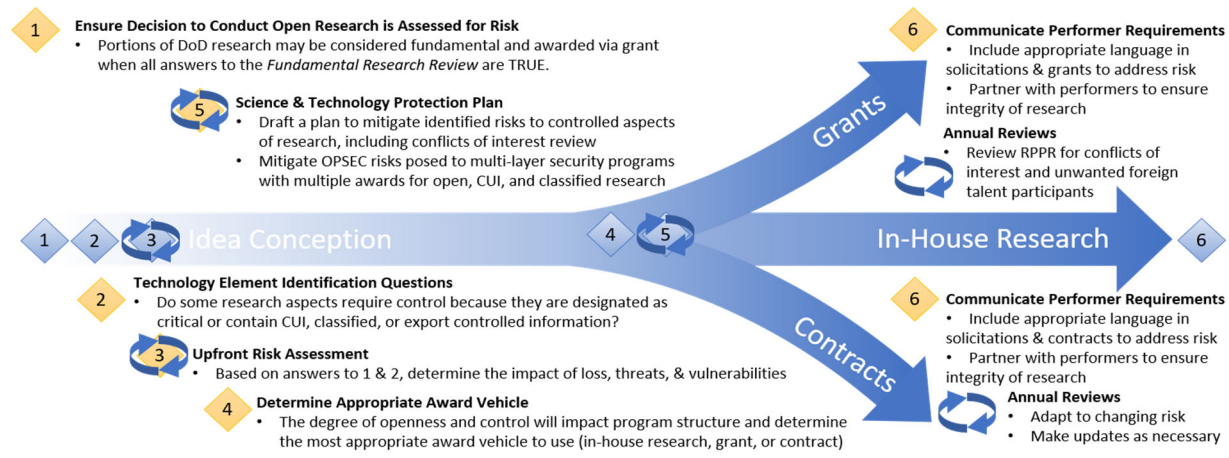 1
Ensure Decision to Conduct Open Research is Assessed for Risk
• Portions of DoD research may be considered fundamental and awarded via grant
when all answers to the Fundamental Research Review are TRUE.
5
Science & Technology Protection Plan
• Draft a plan to mitigate identified risks to controlled aspects
of research, including conflicts of interest review
• Mitigate OPSEC risks posed to multi-layer security programs
with multiple awards for open, CUI, and classified research
Grants
6
Communicate Performer Requirements
• Include appropriate language in
solicitations & grants to address risk
• Partner with performers to ensure
integrity of research
Annual Reviews
• Review RPPR for conflicts of
interest and unwanted foreign
talent participants
1 2 3 Idea Conception 4 5 In-House Research 6
2
Technology Element Identification Questions
• Do some research aspects require control because they are designated as
critical or contain CUI, classified, or export controlled information?
3
Upfront Risk Assessment
• Based on answers to 1 & 2, determine the impact of loss, threats, & vulnerabilities
4
Determine Appropriate Award Vehicle
• The degree of openness and control will impact program structure and determine
the most appropriate award vehicle to use (in-house research, grant, or contract)
Contracts
6
Communicate Performer Requirements
• Include appropriate language in
solicitations & contracts to address risk
• Partner with performers to ensure
integrity of research
Annual Reviews
• Adapt to changing risk
• Make updates as necessary